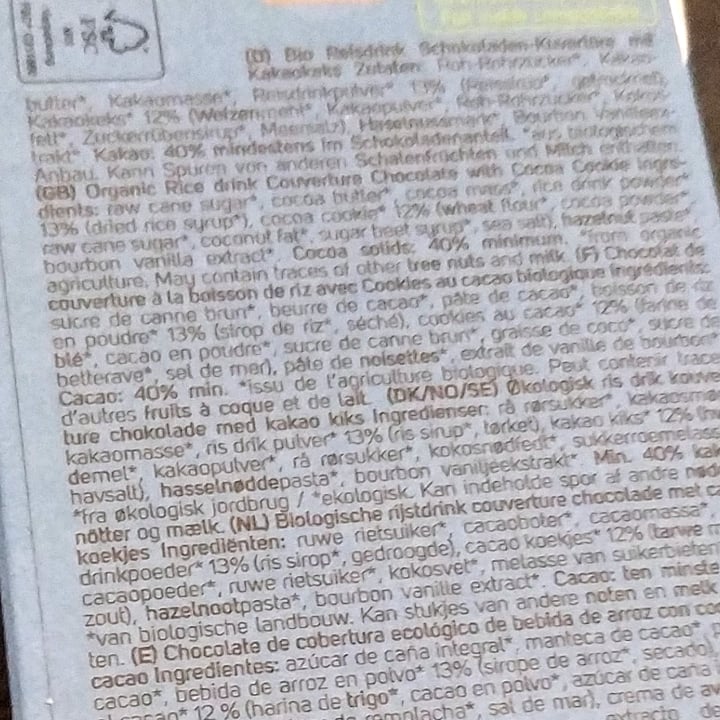 (D) Bio Reisdrink Schokoladen-Kuvertüre mit
Kakaokeks Zutaten: Roh-Rohrzucker*, Kakao-
butter*, Kakaomasse*, Reisdrinkpulver* 13% (Reissirup*, getrocknet),
Kakaokeks* 12% (Weizenmehl*, Kakaopulver*, Roh-Rohrzucker*, Kokos-
fett*, Zuckerrübensirup*, Meersalz), Haselnussmark*, Bourbon Vanilleex-
trakt*. Kakao: 40% mindestens im Schokoladenanteil. *aus biologischem
Anbau. Kann Spuren von anderen Schalenfrüchten und Milch enthalten.
(GB) Organic Rice drink Couverture Chocolate with Cocoa Cookie Ingre-
dients: raw cane sugar*, cocoa butter*, cocoa mass*, rice drink powder*
13% (dried rice syrup*), cocoa cookie* 12% (wheat flour*, cocoa powder*,
raw cane sugar*, coconut fat*, sugar beet syrup*, sea salt), hazelnut paste*,
bourbon vanilla extract*. Cocoa solids: 40% minimum. *from organic
agriculture. May contain traces of other tree nuts and milk. (F) Chocolat de
couverture à la boisson de riz avec Cookies au cacao biologique Ingrédients:
sucre de canne brun*, beurre de cacao*, pâte de cacao*, boisson de riz
en poudre* 13% (sirop de riz*, séché), cookies au cacao* 12% (farine de
blé*, cacao en poudre*, sucre de canne brun*, graisse de coco*, sucre de
betterave*, sel de mer), pâte de noisettes*, extrait de vanille de bourbon*
Cacao: 40% min. *issu de l'agriculture biologique. Peut contenir trace
d'autres fruits à coque et de lait. (DK/NO/SE) Økologisk ris drik kouve
ture chokolade med kakao kiks Ingredienser: rå rørsukker*, kakaosmø
kakaomasse*, ris drik pulver* 13% (ris sirup*, tørket), kakao kiks* 12% (h
demel*, kakaopulver*, rå rørsukker*, kokosnødfedt*, sukkerroemelass
havsalt), hasselnøddepasta*, bourbon vaniljeekstrakt*. Min. 40% kak
*fra økologisk jordbrug / *ekologisk. Kan indeholde spor af andre nød
nötter og mælk. (NL) Biologische rijstdrink couverture chocolade met c
koekjes Ingrediënten: ruwe rietsuiker*, cacaoboter*, cacaomassa*,
drinkpoeder* 13% (ris sirop*, gedroogde), cacao koekjes* 12% (tarwe m
cacaopoeder*, ruwe rietsuiker*, kokosvet*, melasse van suikerbieten
zout), hazelnootpasta*, bourbon vanille extract*. Cacao: ten minste
*van biologische landbouw. Kan stukjes van andere noten en melk
ten. (E) Chocolate de cobertura ecológico de bebida de arroz con co
cacao Ingredientes: azúcar de caña integral*, manteca de cacao*,
cacao*, bebida de arroz en polvo* 13% (sirope de arroz*, secado)
12 % (harina de trigo*, cacao en polvo*, azúcar de caña
sal de mar), crema de av